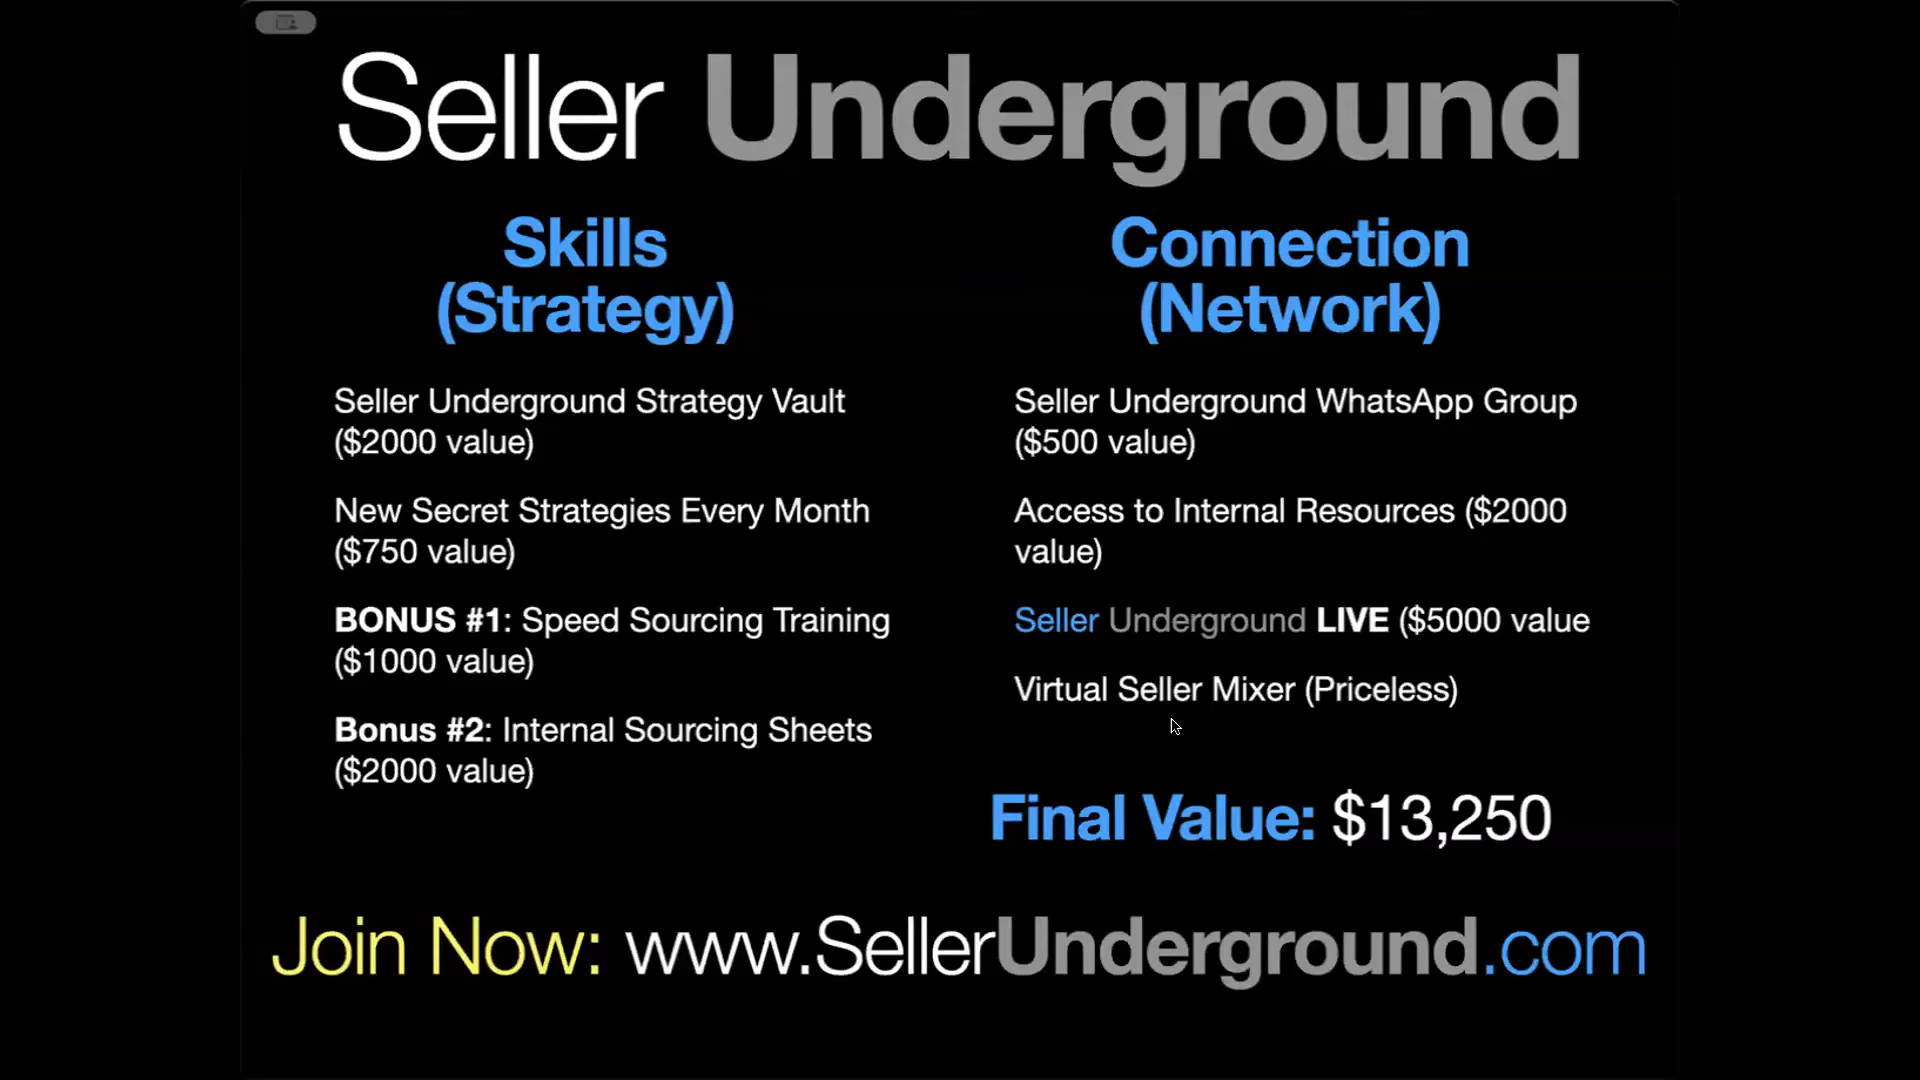 Seller Underground
Skills
(Strategy)
Seller Underground Strategy Vault
($2000 value)
New Secret Strategies Every Month
($750 value)
BONUS #1: Speed Sourcing Training
($1000 value)
Bonus #2: Internal Sourcing Sheets
($2000 value)
Connection
(Network)
Seller Underground WhatsApp Group
($500 value)
Access to Internal Resources ($2000
value)
Seller Underground LIVE ($5000 value
Virtual Seller Mixer (Priceless)
Final Value: $13,250
Join Now: www.SellerUnderground.com